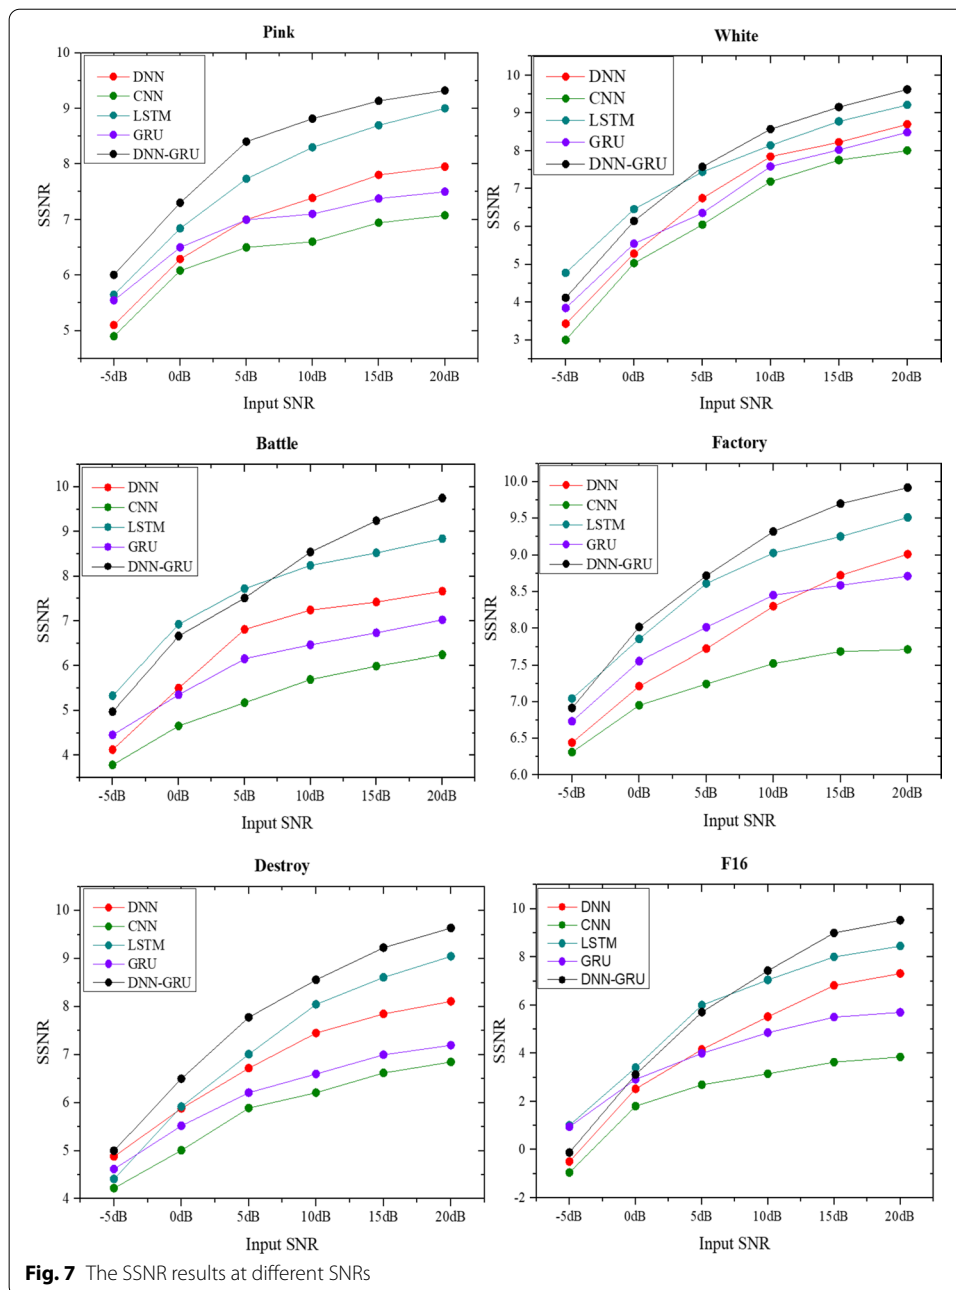 Pink
10
9
8
7
6
5
SSNR
DNN
CNN
LSTM
GRU
DNN-GRU
-5dB 0dB 5dB 10dB 15dB 20dB
Input SNR
White
10
9
8
7
6
5
4
3
SSNR
DNN
CNN
LSTM
GRU
DNN-GRU
-5dB 0dB 5dB 10dB 15dB 20dB
Input SNR
Battle
10
9
8
7
6
5
4
SSNR
DNN
CNN
LSTM
GRU
DNN-GRU
-5dB 0dB 5dB 10dB 15dB 20dB
Input SNR
Factory
10.0
9.5
9.0
8.5
8.0
7.5
7.0
6.5
6.0
SSNR
DNN
CNN
LSTM
GRU
DNN-GRU
-5dB 0dB 5dB 10dB 15dB 20dB
Input SNR
Destroy
10
9
8
7
6
5
4
SSNR
DNN
CNN
LSTM
GRU
DNN-GRU
-5dB 0dB 5dB 10dB 15dB 20dB
Input SNR
F16
10
8
6
4
2
0
-2
SSNR
DNN
CNN
LSTM
GRU
DNN-GRU
-5dB 0dB 5dB 10dB 15dB 20dB
Input SNR
Fig. 7 The SSNR results at different SNRs